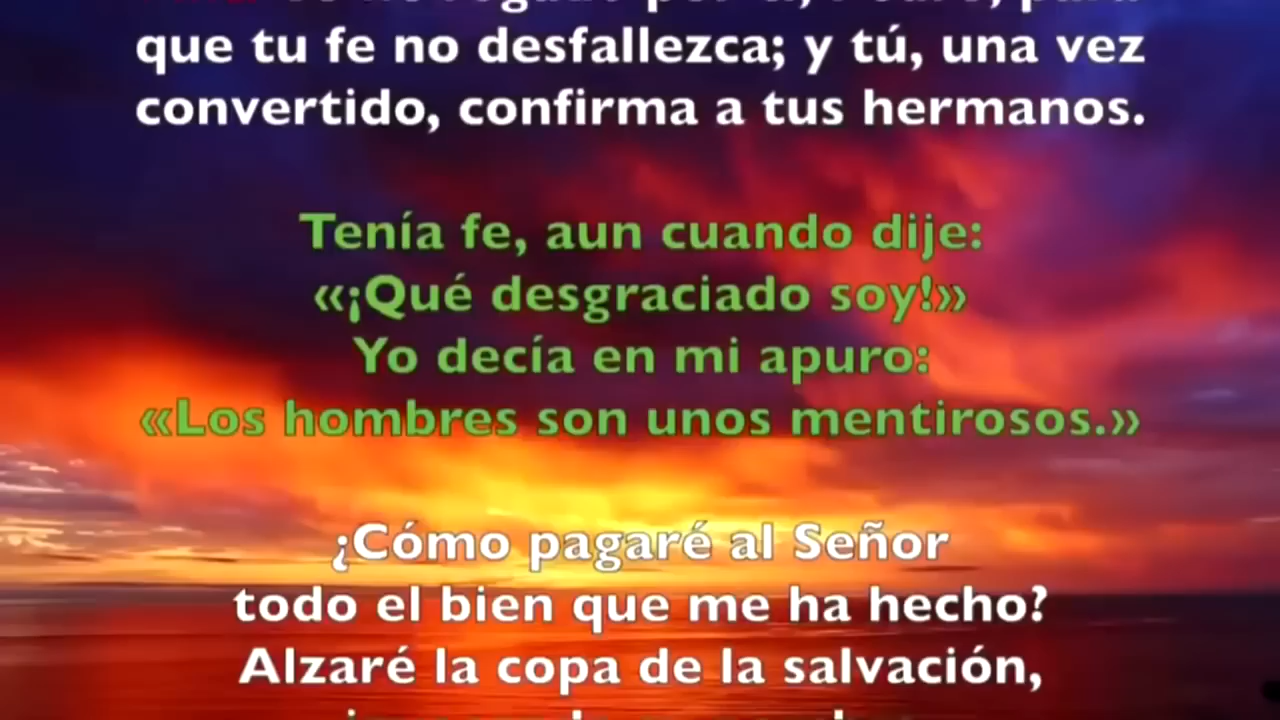 que tu fe no desfallezca; y tú, una vez
convertido, confirma a tus hermanos.
Tenía fe, aun cuando dije:
«¡Qué desgraciado soy!»
Yo decía en mi apuro:
«Los hombres son unos mentirosos.»
¿Cómo pagaré al Señor
todo el bien que me ha hecho?
Alzaré la copa de la salvación,